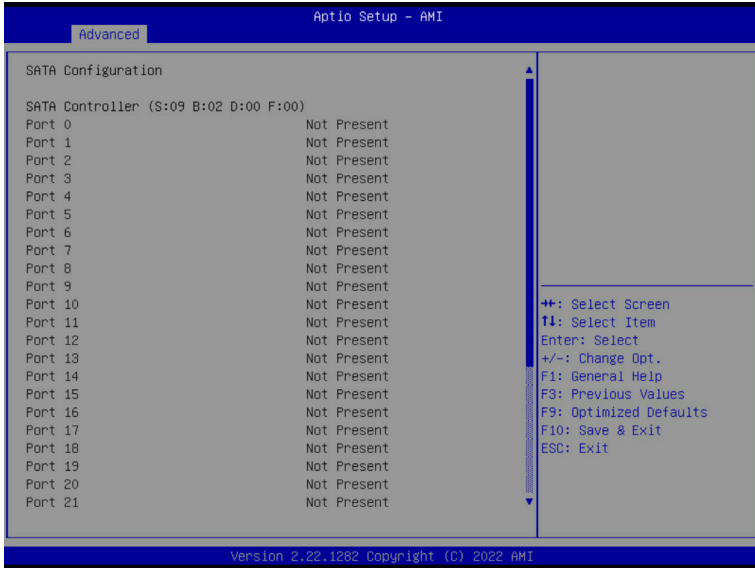 Aptio Setup – AMI
Advanced
SATA Configuration
SATA Controller (S:09 B:02 D:00 F:00)
Port 0 Not Present
Port 1 Not Present
Port 2 Not Present
Port 3 Not Present
Port 4 Not Present
Port 5 Not Present
Port 6 Not Present
Port 7 Not Present
Port 8 Not Present
Port 9 Not Present
Port 10 Not Present
Port 11 Not Present
Port 12 Not Present
Port 13 Not Present
Port 14 Not Present
Port 15 Not Present
Port 16 Not Present
Port 17 Not Present
Port 18 Not Present
Port 19 Not Present
Port 20 Not Present
Port 21 Not Present
→←: Select Screen
↑↓: Select Item
Enter: Select
+/-: Change Opt.
F1: General Help
F3: Previous Values
F9: Optimized Defaults
F10: Save & Exit
ESC: Exit
Version 2.22.1282 Copyright (C) 2022 AMI